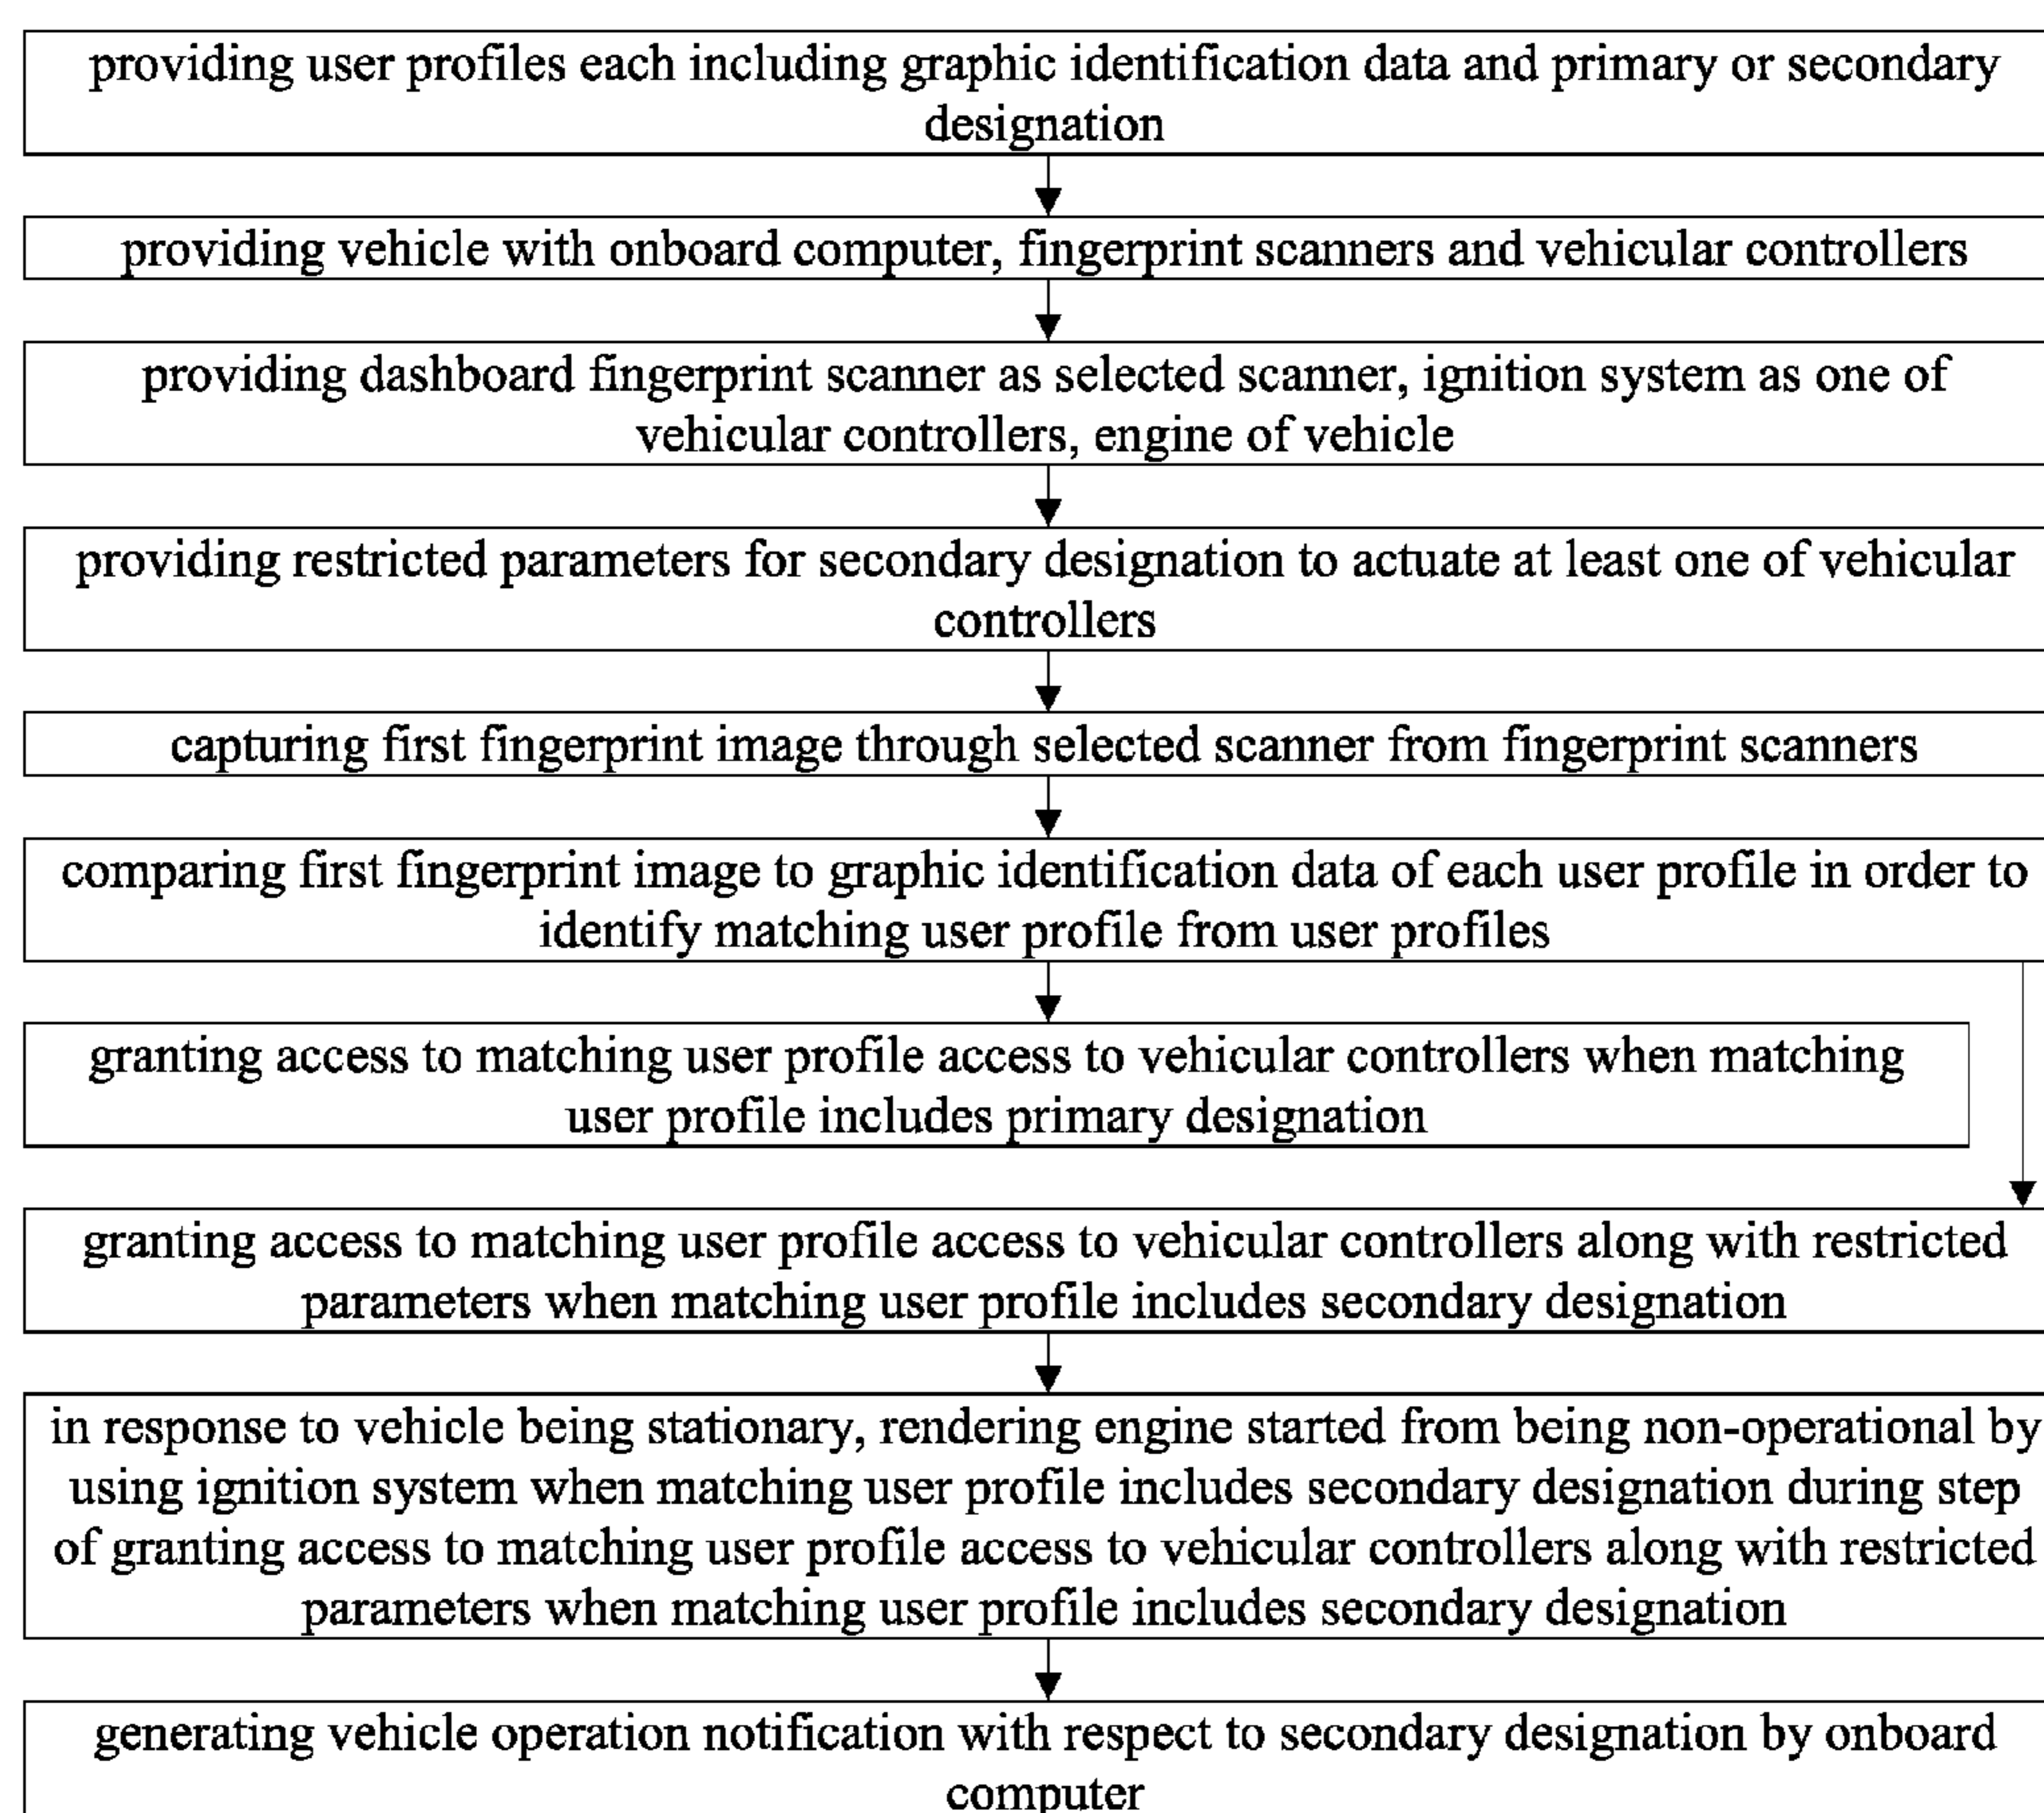 providing user profiles each including graphic identification data and primary or secondary
designation
providing vehicle with onboard computer, fingerprint scanners and vehicular controllers
providing dashboard fingerprint scanner as selected scanner, ignition system as one of
vehicular controllers, engine of vehicle
providing restricted parameters for secondary designation to actuate at least one of vehicular
controllers
capturing first fingerprint image through selected scanner from fingerprint scanners
comparing first fingerprint image to graphic identification data of each user profile in order to
identify matching user profile from user profiles
granting access to matching user profile access to vehicular controllers when matching
user profile includes primary designation
granting access to matching user profile access to vehicular controllers along with restricted
parameters when matching user profile includes secondary designation
in response to vehicle being stationary, rendering engine started from being non-operational by
using ignition system when matching user profile includes secondary designation during step
of granting access to matching user profile access to vehicular controllers along with restricted
parameters when matching user profile includes secondary designation
generating vehicle operation notification with respect to secondary designation by onboard
computer